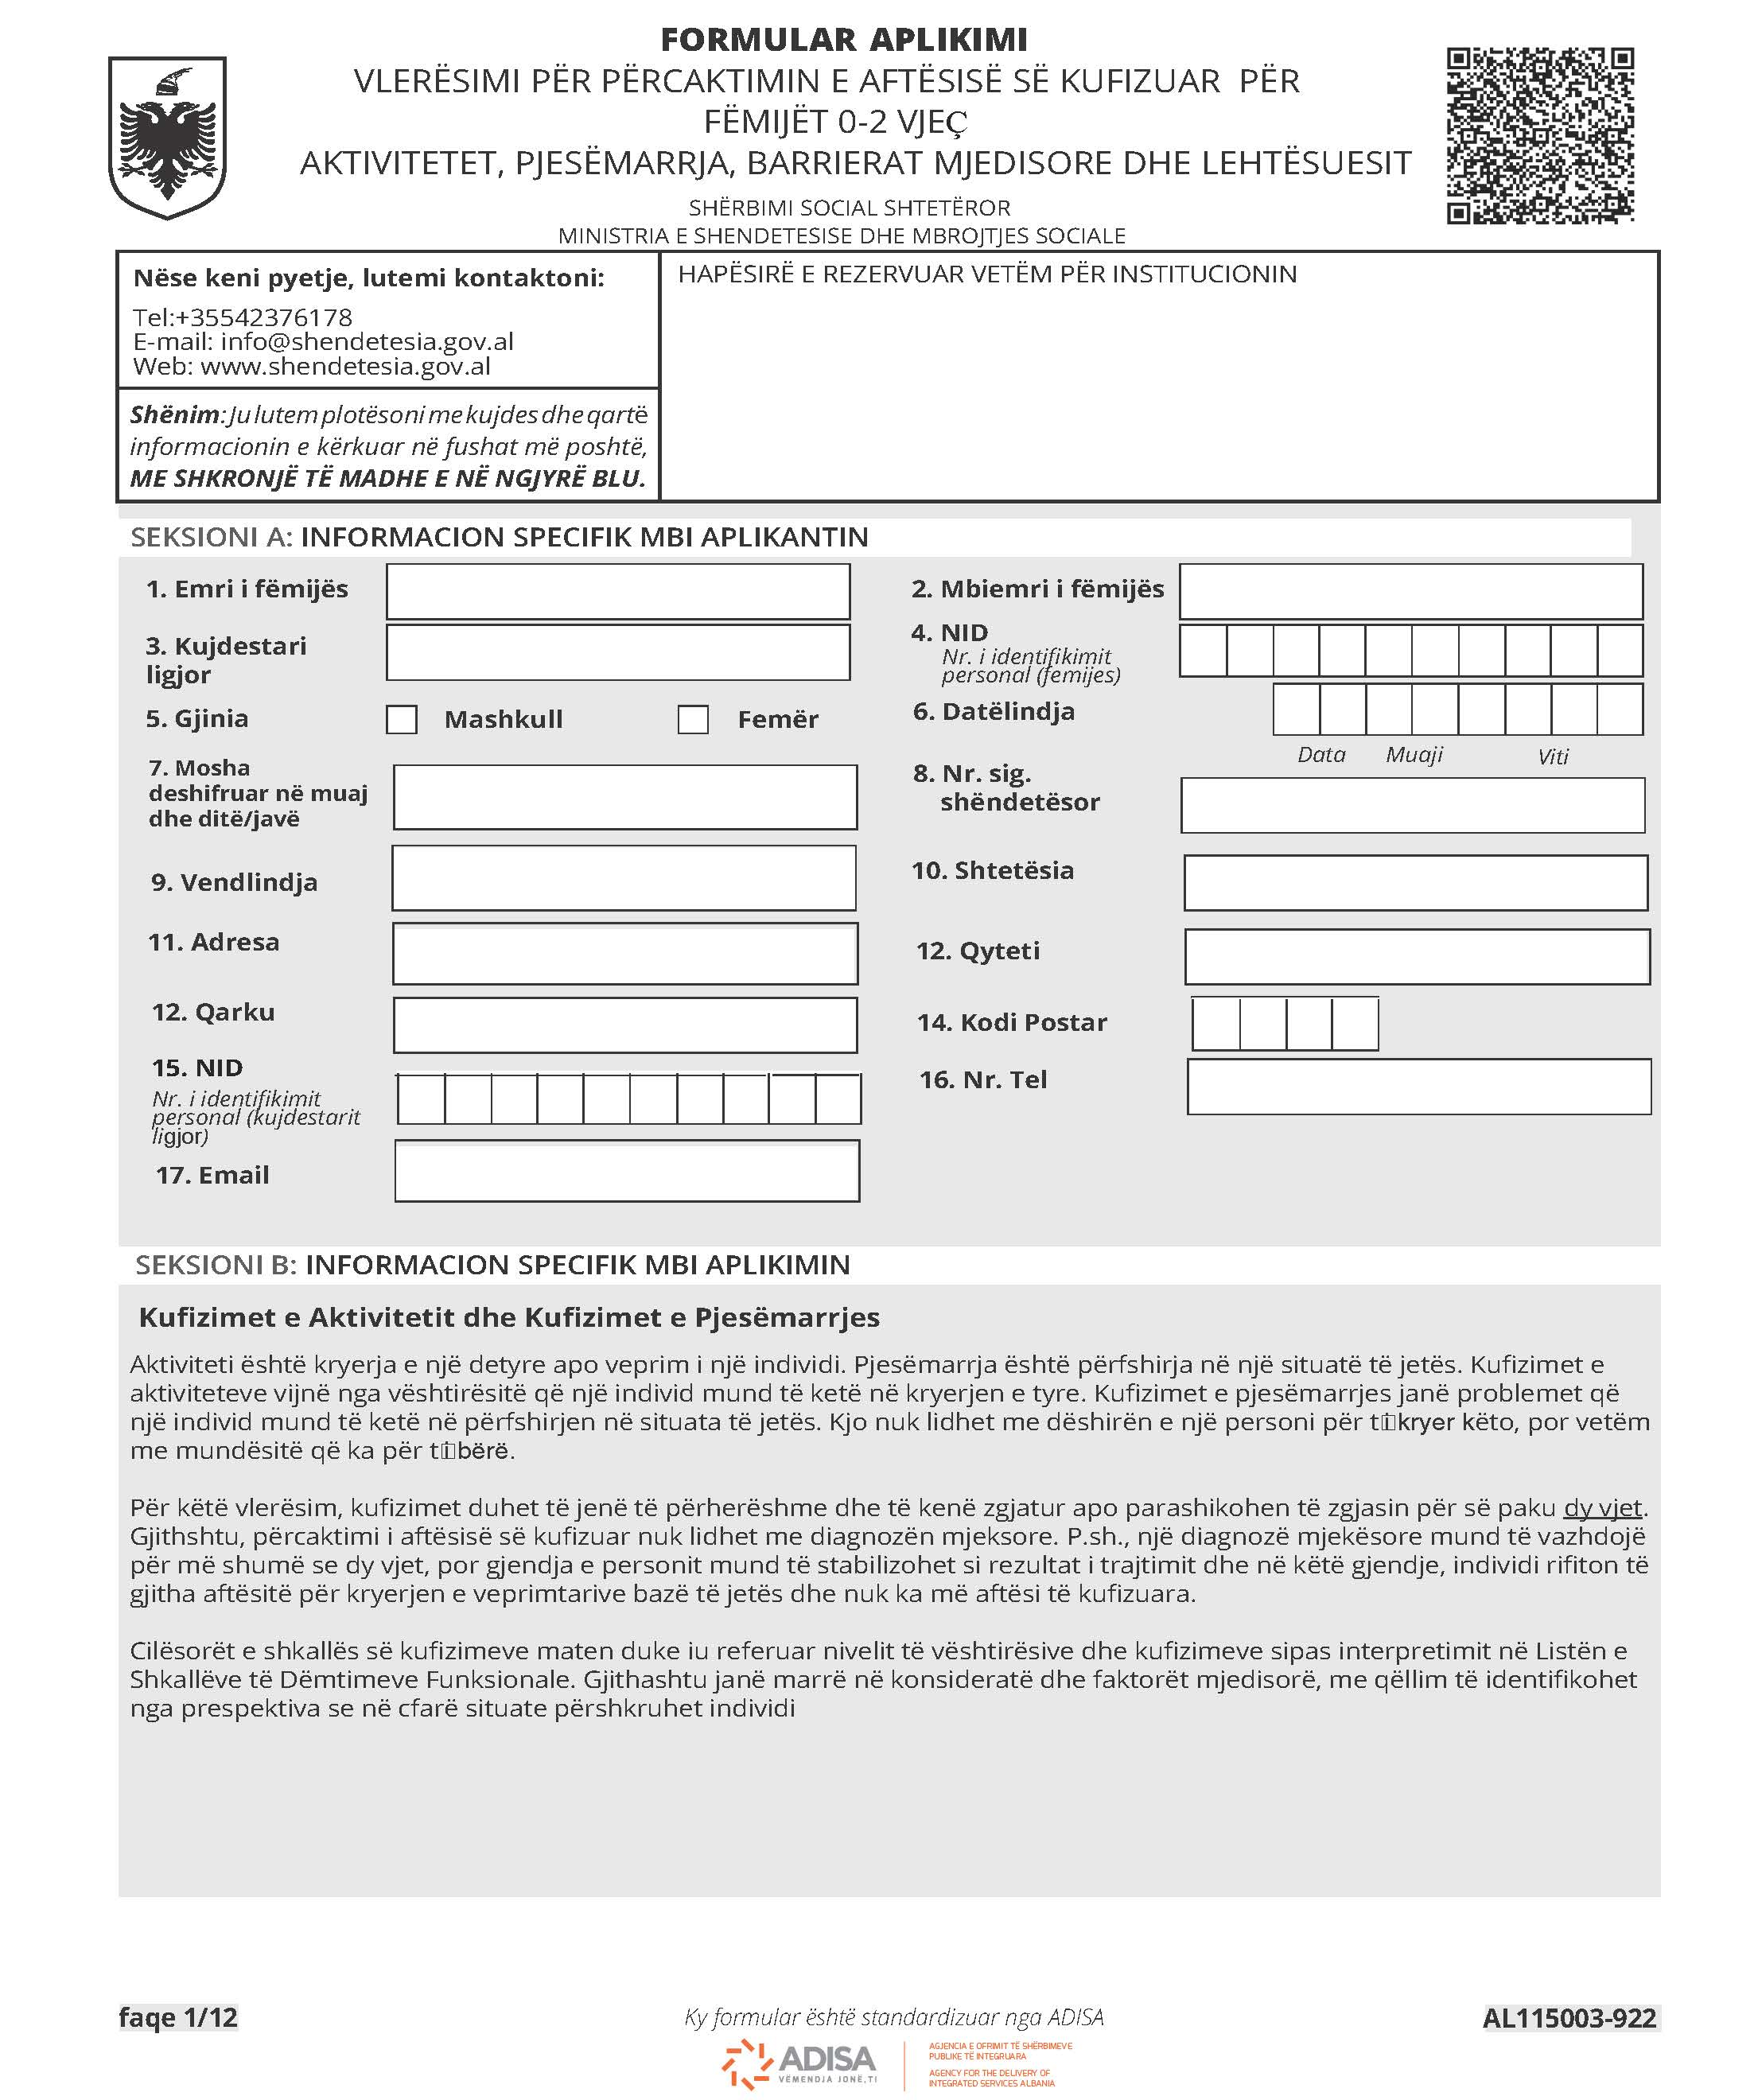 FORMULAR APLIKIMI
VLERËSIMI PËR PËRCAKTIMIN E AFTËSISË SË KUFIZUAR PËR
FËMIJËT 0-2 VJEÇ
AKTIVITETET, PJESËMARRJA, BARRIERAT MJEDISORE DHE LEHTËSUESIT
SHËRBIMI SOCIAL SHTETËROR
MINISTRIA E SHENDETESISE DHE MBROJTJES SOCIALE
Nëse keni pyetje, lutemi kontaktoni:
Tel:+35542376178
E-mail: info@shendetesia.gov.al
Web: www.shendetesia.gov.al
Shënim: Ju lutem plotësoni me kujdes dhe qartë
informacionin e kërkuar në fushat më poshtë,
ME SHKRONJË TË MADHE E NË NGJYRË BLU.
HAPËSIRË E REZERVUAR VETËM PËR INSTITUCIONIN
SEKSIONI A: INFORMACION SPECIFIK MBI APLIKANTIN
1. Emri i fëmijës
2. Mbiemri i fëmijës
3. Kujdestari
ligjor
4. NID
Nr. i identifikimit
personal (femijes)
5. Gjinia
Mashkull
Femër
6. Datëlindja
Data Muaji Viti
7. Mosha
deshifruar në muaj
dhe ditë/javë
8. Nr. sig.
shëndetësor
9. Vendlindja
10. Shtetësia
11. Adresa
12. Qyteti
12. Qarku
14. Kodi Postar
15. NID
Nr. i identifikimit
personal (kujdestarit
ligjor)
16. Nr. Tel
17. Email
SEKSIONI B: INFORMACION SPECIFIK MBI APLIKIMIN
Kufizimet e Aktivitetit dhe Kufizimet e Pjesëmarrjes
Aktiviteti është kryerja e një detyre apo veprim i një individi. Pjesëmarrja është përfshirja në një situatë të jetës. Kufizimet e
aktiviteteve vijnë nga vështirësitë që një individ mund të ketë në kryerjen e tyre. Kufizimet e pjesëmarrjes janë problemet që
një individ mund të ketë në përfshirjen në situata të jetës. Kjo nuk lidhet me dëshirën e një personi për t kryer këto, por vetëm
me mundësitë që ka për t bërë.
Për këtë vlerësim, kufizimet duhet të jenë të përherëshme dhe të kenë zgjatur apo parashikohen të zgjasin për së paku dy vjet.
Gjithshtu, përcaktimi i aftësisë së kufizuar nuk lidhet me diagnozën mjeksore. P.sh., një diagnozë mjekësore mund të vazhdojë
për më shumë se dy vjet, por gjendja e personit mund të stabilizohet si rezultat i trajtimit dhe në këtë gjendje, individi rifiton të
gjitha aftësitë për kryerjen e veprimtarive bazë të jetës dhe nuk ka më aftësi të kufizuara.
Cilësorët e shkallës së kufizimeve maten duke iu referuar nivelit të vështirësive dhe kufizimeve sipas interpretimit në Listën e
Shkallëve të Dëmtimeve Funksionale. Gjithashtu janë marrë në konsideratë dhe faktorët mjedisorë, me qëllim të identifikohet
nga prespektiva se në cfarë situate përshkruhet individi
faqe 1/12
Ky formular është standardizuar nga ADISA
AL115003-922
ADISA
VËMENDJA JONË, TI
AGJENCIA E OFRIMIT TË SHËRBIMEVE
PUBLIKE TË INTEGRUARA
AGENCY FOR THE DELIVERY OF
INTEGRATED SERVICES ALBANIA